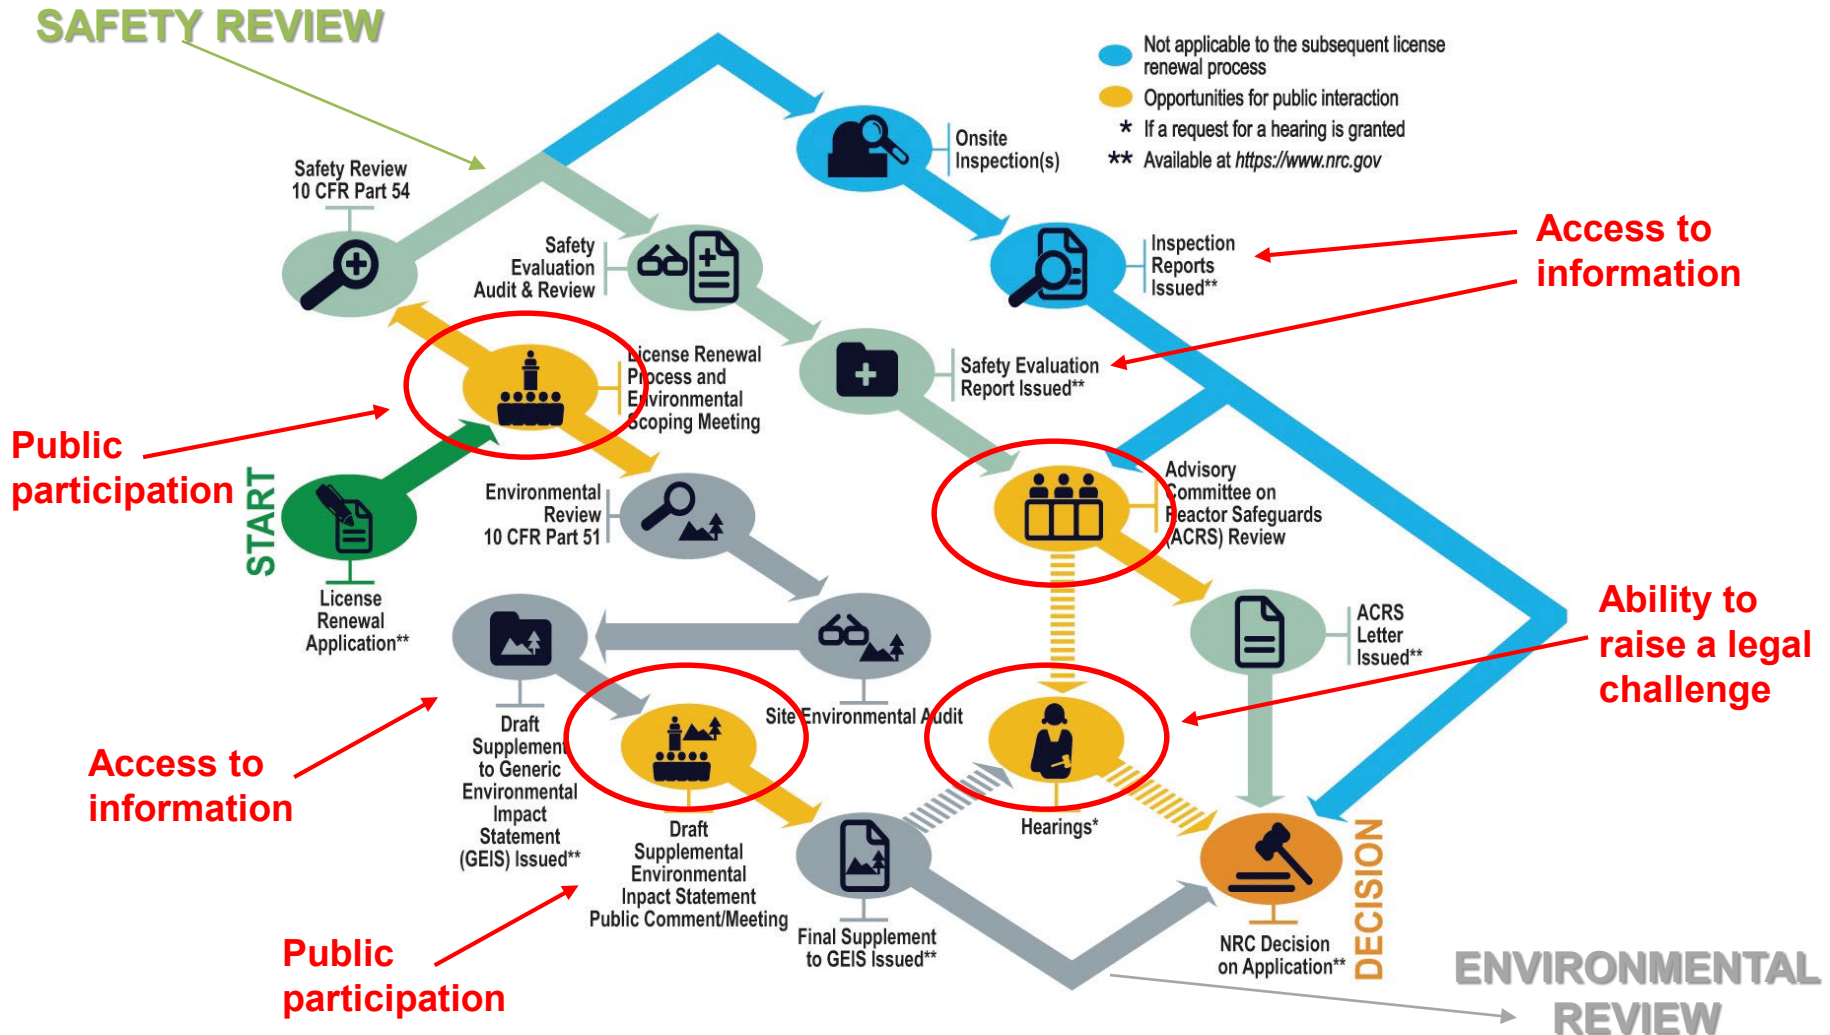 SAFETY REVIEW
Not applicable to the subsequent license
renewal process
Opportunities for public interaction
* If a request for a hearing is granted
** Available at https://www.nrc.gov
Onsite
Inspection(s)
Safety Review
10 CFR Part 54
Safety
Evaluation
Audit & Review
Inspection
Reports
Issued**
Access to
information
License Renewal
Process and
Environmental
Scoping Meeting
Safety Evaluation
Report Issued**
Public
participation
START
License
Renewal
Application**
Environmental
Review
10 CFR Part 51
Advisory
Committee on
Reactor Safeguards
(ACRS) Review
Ability to
raise a legal
challenge
ACRS
Letter
Issued**
Site Environmental Audit
Access to
information
Draft
Supplement
to Generic
Environmental
Impact
Statement
(GEIS) Issued**
Draft
Supplemental
Environmental
Inpact Statement
Public Comment/Meeting
Hearings*
Public
participation
Final Supplement
to GEIS Issued**
NRC Decision
on Application**
DECISION
ENVIRONMENTAL
REVIEW